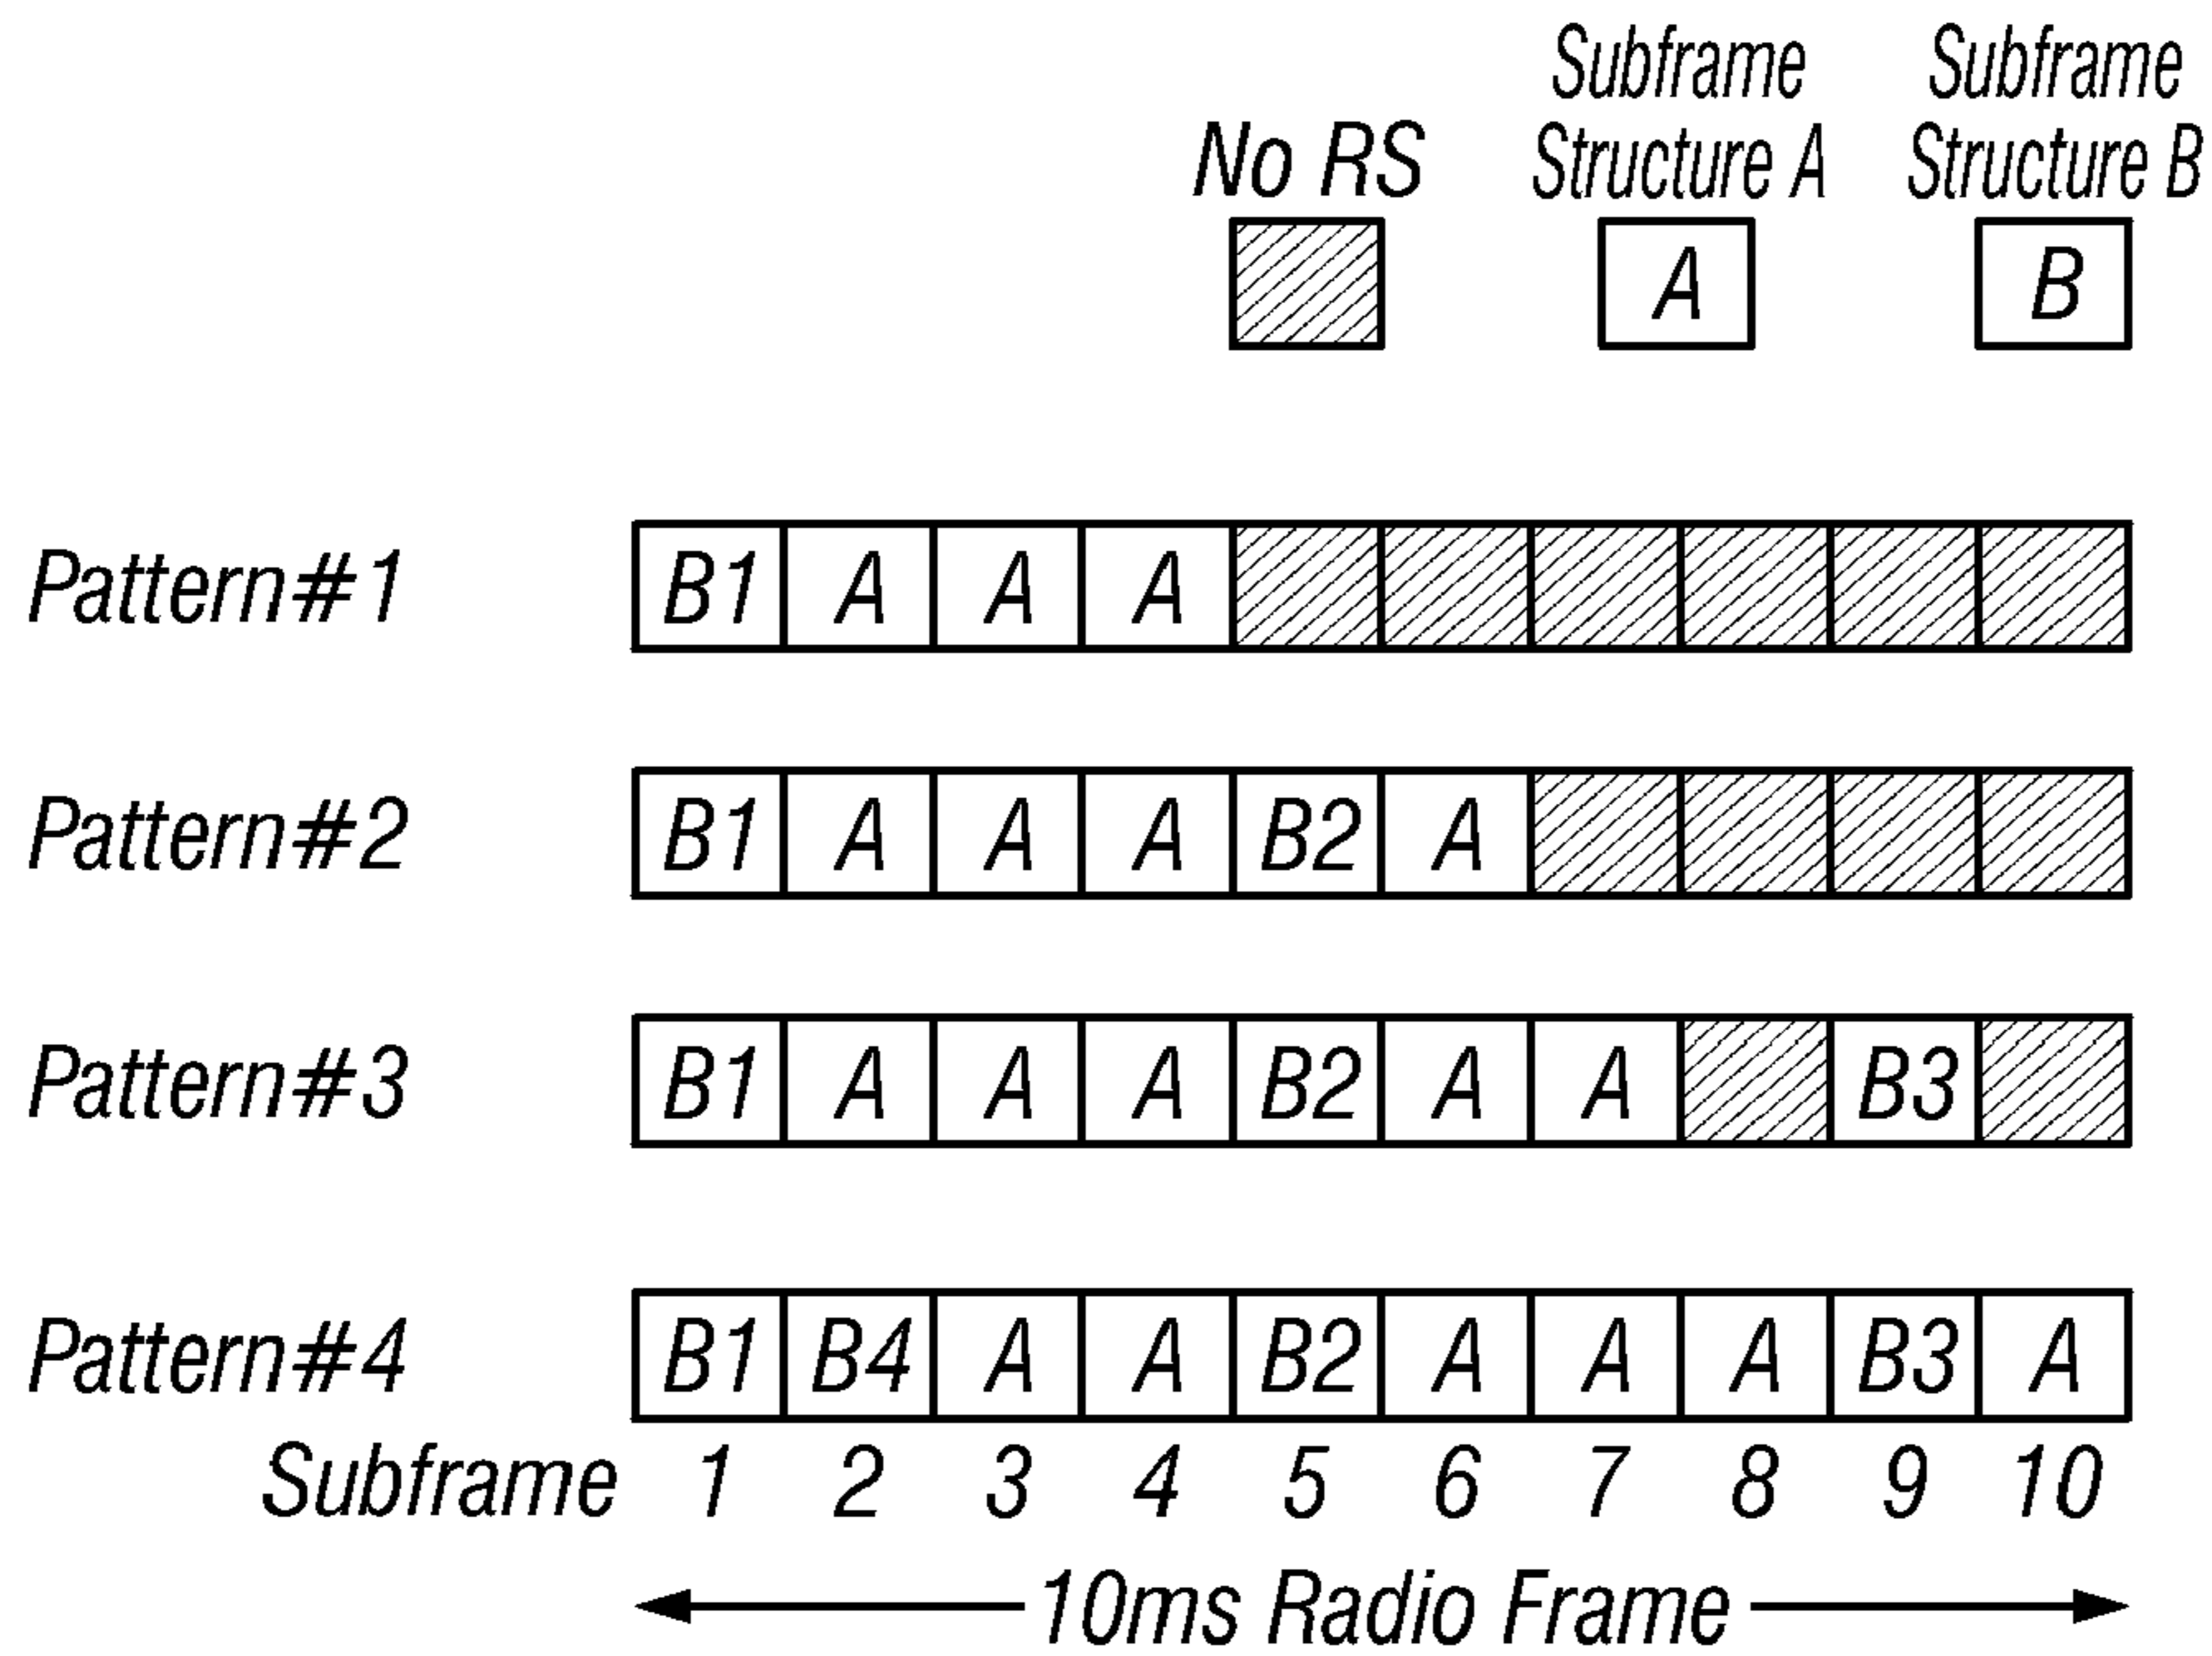 No RS
Subframe Structure A
Subframe Structure B
A
B
Pattern#1 B1 A A A
Pattern#2 B1 A A A B2 A
Pattern#3 B1 A A A B2 A A B3
Pattern#4 B1 B4 A A B2 A A A B3 A
Subframe 1 2 3 4 5 6 7 8 9 10
10ms Radio Frame